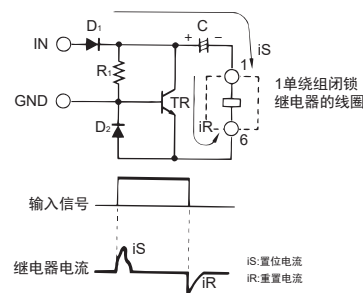 D1
C
IN
+
−
iS
1
R1
1单绕组闭锁
继电器的线圈
GND
TR
D2
iR
6
输入信号
iS
iS:置位电流
继电器电流
iR
iR:重置电流